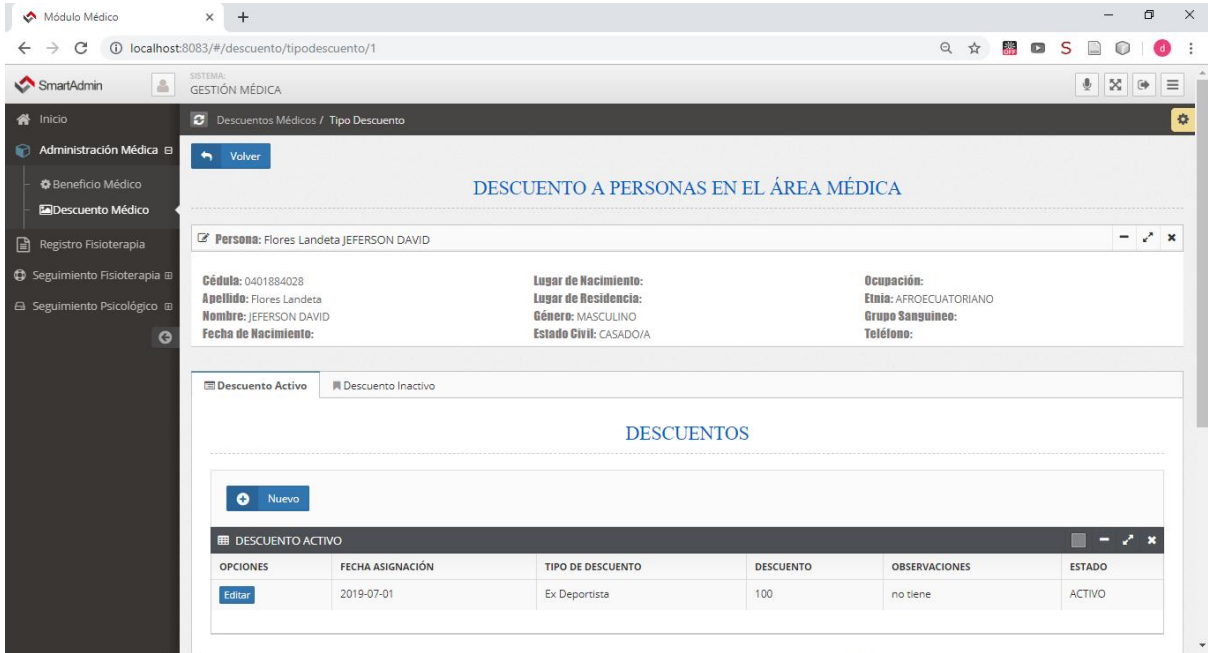 Módulo Médico
localhost:8083/#/descuento/tipodescuento/1
OFF
S
d
SmartAdmin
SISTEMA:
GESTIÓN MÉDICA
Inicio
Administración Médica
Beneficio Médico
Descuento Médico
Registro Fisioterapia
Seguimiento Fisioterapia
Seguimiento Psicológico
Descuentos Médicos / Tipo Descuento
Volver
DESCUENTO A PERSONAS EN EL ÁREA MÉDICA
Persona: Flores Landeta JEFERSON DAVID
Cédula: 0401884028
Apellido: Flores Landeta
Nombre: JEFERSON DAVID
Fecha de Nacimiento:
Lugar de Nacimiento:
Lugar de Residencia:
Género: MASCULINO
Estado Civil: CASADO/A
Ocupación:
Etnia: AFROECUATORIANO
Grupo Sanguineo:
Teléfono:
Descuento Activo Descuento Inactivo
DESCUENTOS
Nuevo
DESCUENTO ACTIVO
OPCIONES FECHA ASIGNACIÓN TIPO DE DESCUENTO DESCUENTO OBSERVACIONES ESTADO
Editar 2019-07-01 Ex Deportista 100 no tiene ACTIVO